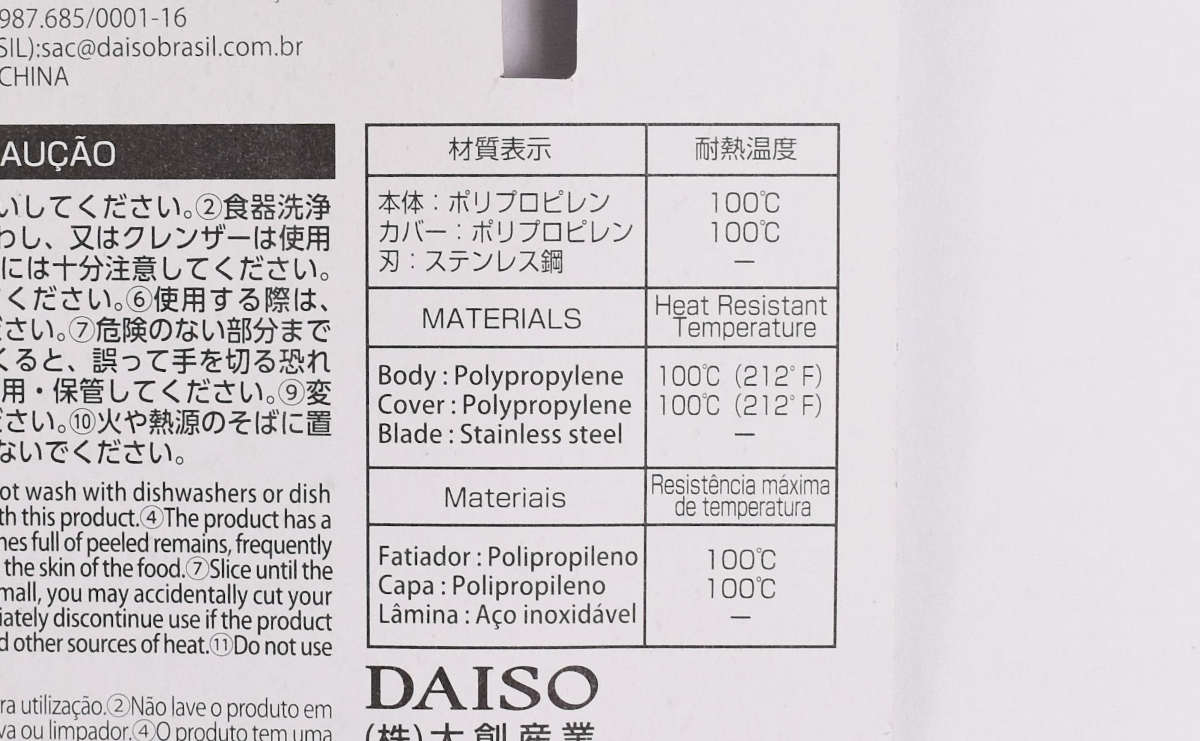 987.685/0001-16
SIL):sac@daisobrasil.com.br
CHINA
AUÇÃO
いしてください。②食器洗浄
わし、又はクレンザーは使用
には十分注意してください。
ください。⑥使用する際は、
ださい。⑦危険のない部分まで
くると、誤って手を切る恐れ
用・保管してください。⑨変
ださい。⑩火や熱源のそばに置
ないでください。
ot wash with dishwashers or dish
th this product.④The product has a
nes full of peeled remains, frequently
the skin of the food.⑦Slice until the
mall, you may accidentally cut your
iately discontinue use if the product
d other sources of heat.⑪Do not use
ra utilização.②Não lave o produto em
va ou limpador.④O produto tem uma
材質表示 耐熱温度
本体：ポリプロピレン 100℃
カバー：ポリプロピレン 100℃
刃：ステンレス鋼 —
MATERIALS Heat Resistant
Temperature
Body : Polypropylene 100℃ (212°F)
Cover : Polypropylene 100℃ (212°F)
Blade : Stainless steel —
Materiais Resistência máxima
de temperatura
Fatiador : Polipropileno 100℃
Capa : Polipropileno 100℃
Lâmina : Aço inoxidável —
DAISO
(株)大創産業